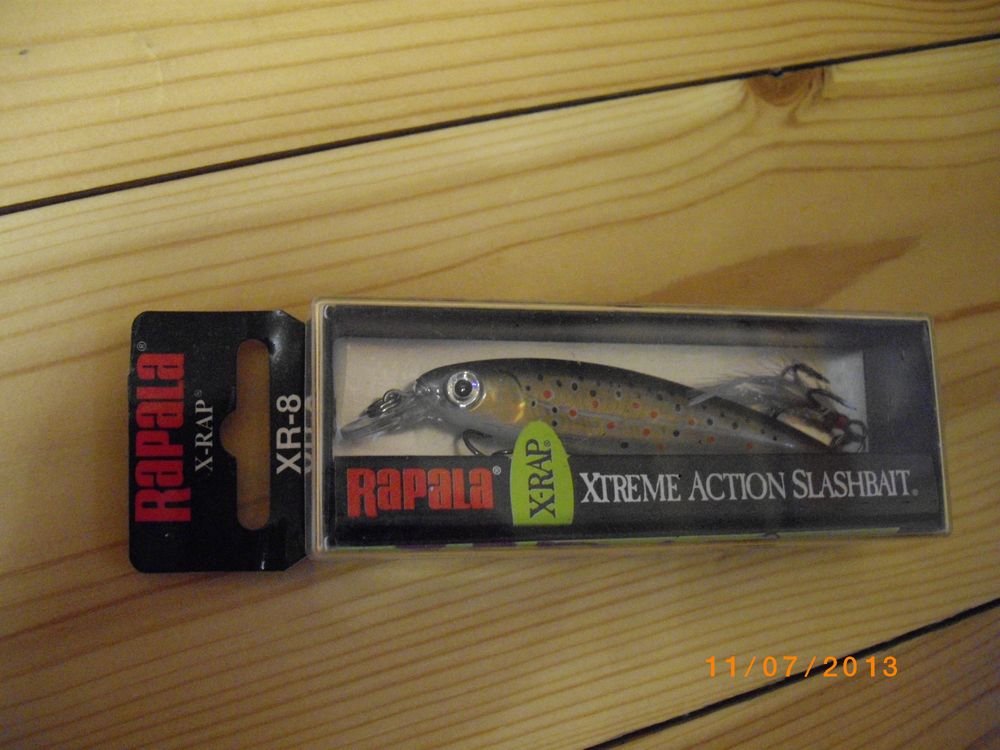 RAPALA®
X-RAP®
XR-8
RAPALA®
X-RAP®
XTREME ACTION SLASHBAIT®
11/07/2013